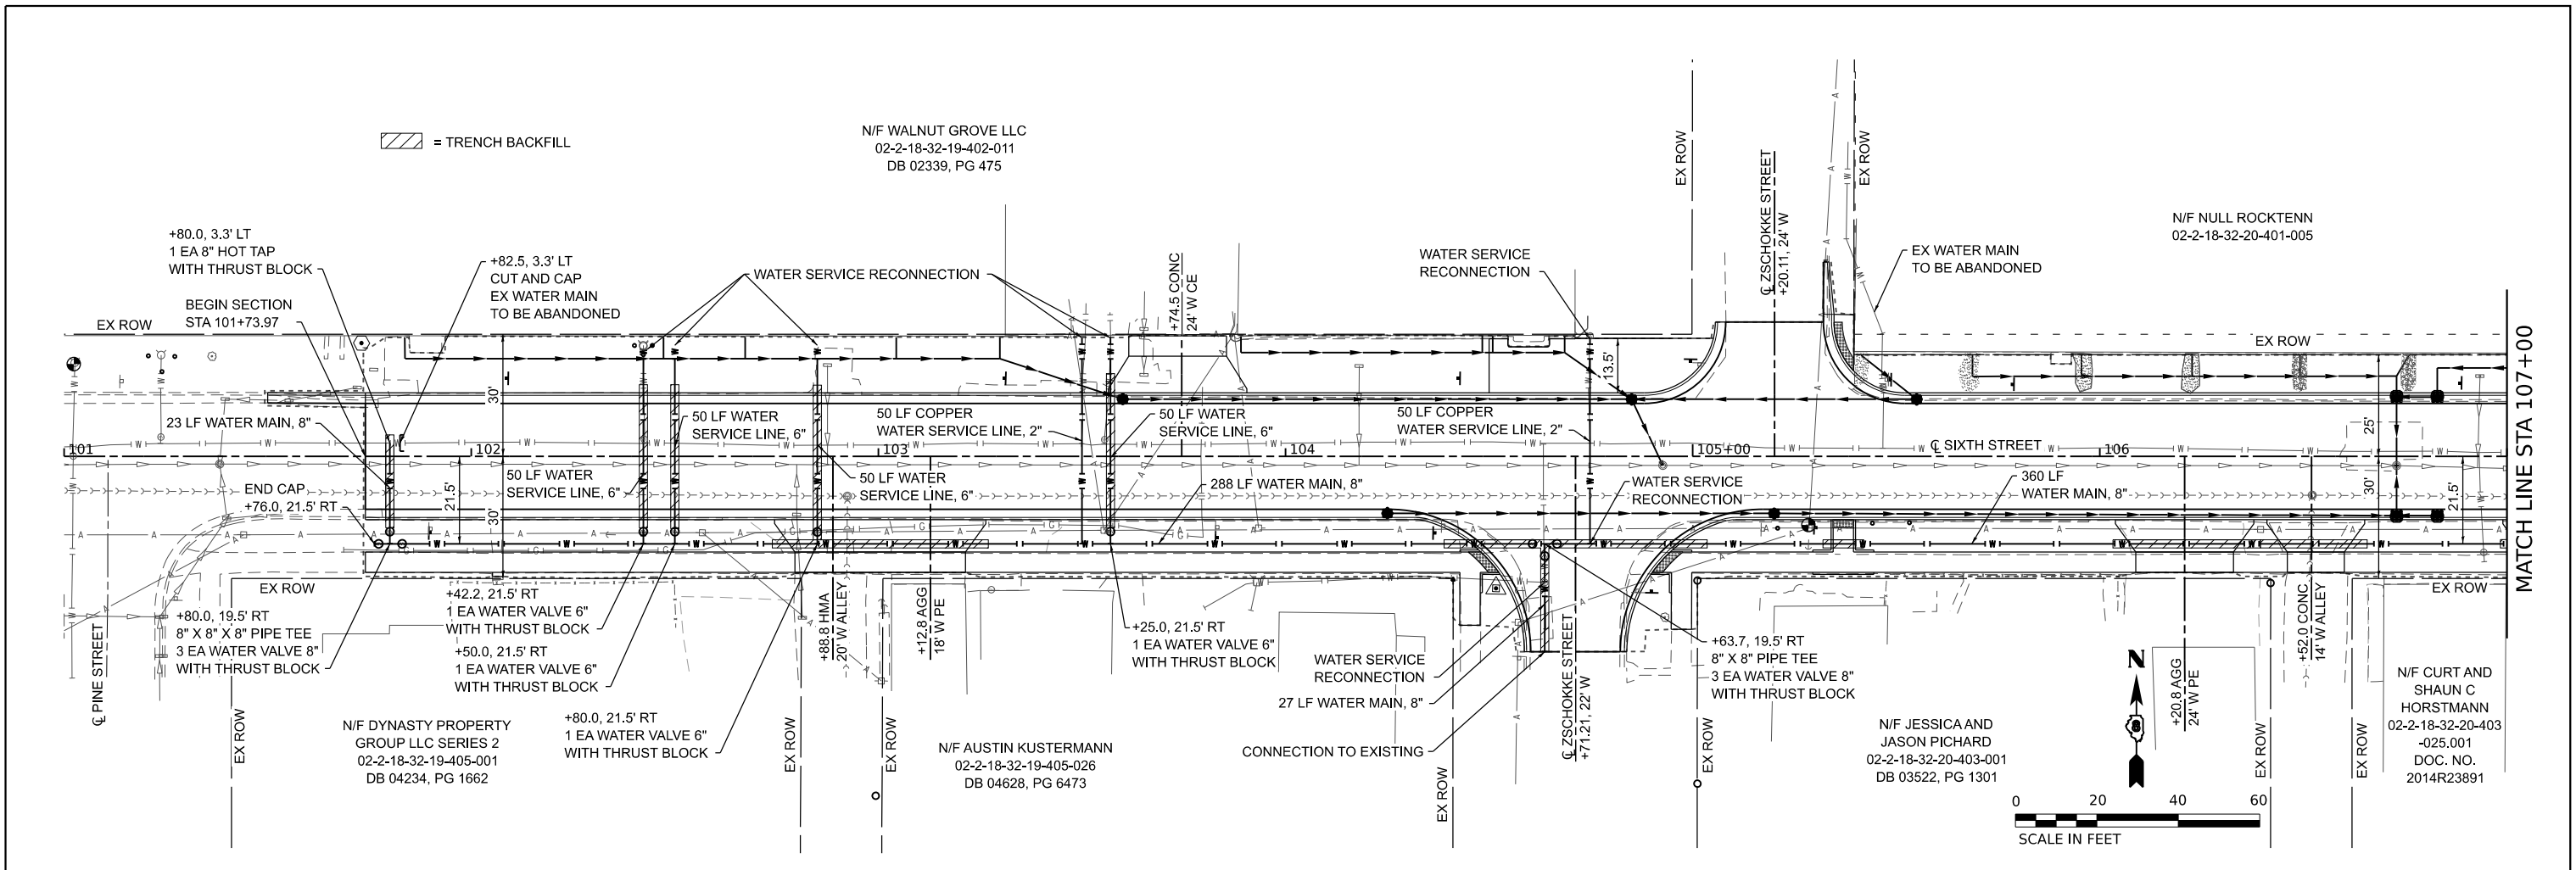 = TRENCH BACKFILL
N/F WALNUT GROVE LLC
02-2-18-32-19-402-011
DB 02339, PG 475
N/F NULL ROCKTENN
02-2-18-32-20-401-005
+80.0, 3.3' LT
1 EA 8" HOT TAP
WITH THRUST BLOCK
BEGIN SECTION
STA 101+73.97
+82.5, 3.3' LT
CUT AND CAP
EX WATER MAIN
TO BE ABANDONED
WATER SERVICE RECONNECTION
+74.5 CONC
24' W CE
WATER SERVICE
RECONNECTION
EX ROW
EX ROW
℄ ZSCHOKKE STREET
+20.11, 24' W
EX WATER MAIN
TO BE ABANDONED
EX ROW
EX ROW
MATCH LINE STA 107+00
30'
13.5'
25'
23 LF WATER MAIN, 8"
50 LF WATER
SERVICE LINE, 6"
50 LF COPPER
WATER SERVICE LINE, 2"
50 LF WATER
SERVICE LINE, 6"
50 LF COPPER
WATER SERVICE LINE, 2"
101
102
103
104
105+00
106
℄ SIXTH STREET
END CAP
+76.0, 21.5' RT
21.5'
30'
50 LF WATER
SERVICE LINE, 6"
50 LF WATER
SERVICE LINE, 6"
288 LF WATER MAIN, 8"
WATER SERVICE
RECONNECTION
360 LF
WATER MAIN, 8"
30'
21.5'
EX ROW
EX ROW
℄ PINE STREET
+80.0, 19.5' RT
8" X 8" X 8" PIPE TEE
3 EA WATER VALVE 8"
WITH THRUST BLOCK
+42.2, 21.5' RT
1 EA WATER VALVE 6"
WITH THRUST BLOCK
+50.0, 21.5' RT
1 EA WATER VALVE 6"
WITH THRUST BLOCK
+80.0, 21.5' RT
1 EA WATER VALVE 6"
WITH THRUST BLOCK
+88.8 HMA
20' W ALLEY
+12.8 AGG
18' W PE
+25.0, 21.5' RT
1 EA WATER VALVE 6"
WITH THRUST BLOCK
WATER SERVICE
RECONNECTION
27 LF WATER MAIN, 8"
CONNECTION TO EXISTING
℄ ZSCHOKKE STREET
+71.21, 22' W
+63.7, 19.5' RT
8" X 8" PIPE TEE
3 EA WATER VALVE 8"
WITH THRUST BLOCK
EX ROW
N/F DYNASTY PROPERTY
GROUP LLC SERIES 2
02-2-18-32-19-405-001
DB 04234, PG 1662
EX ROW
EX ROW
N/F AUSTIN KUSTERMANN
02-2-18-32-19-405-026
DB 04628, PG 6473
EX ROW
EX ROW
N/F JESSICA AND
JASON PICHARD
02-2-18-32-20-403-001
DB 03522, PG 1301
N
+20.8 AGG
24' W PE
+52.0 CONC
14' W ALLEY
EX ROW
EX ROW
N/F CURT AND
SHAUN C
HORSTMANN
02-2-18-32-20-403
-025.001
DOC. NO.
2014R23891
0 20 40 60
SCALE IN FEET